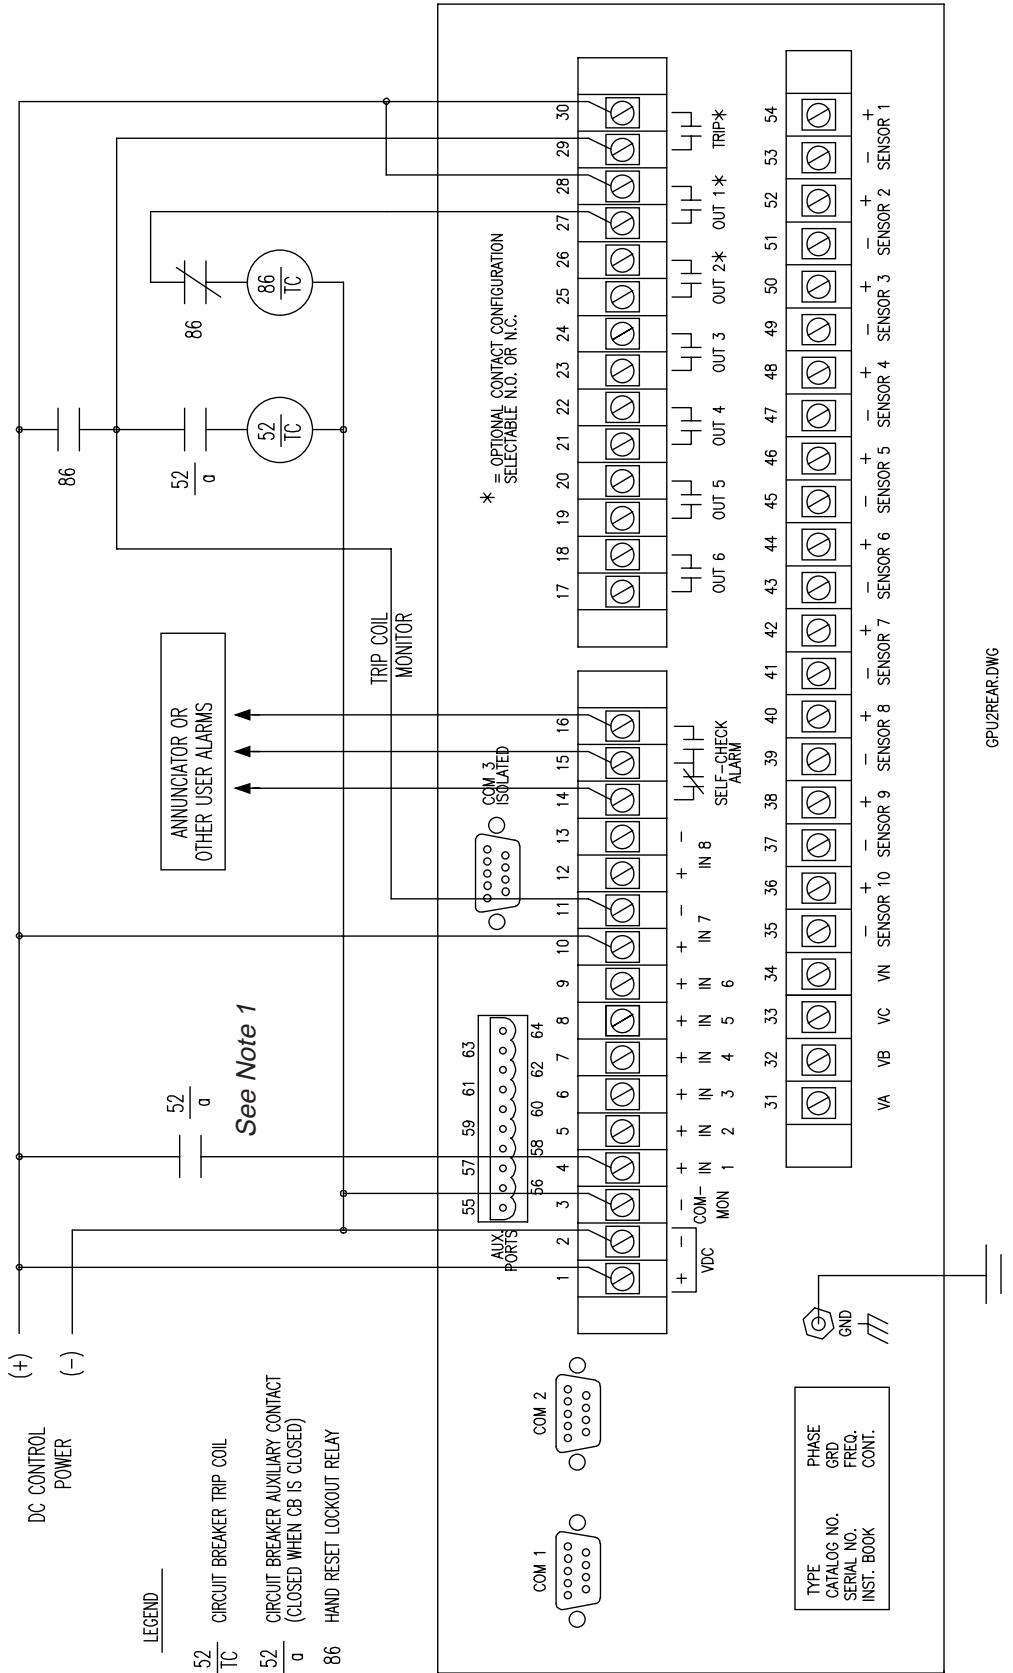 DC CONTROL
POWER
(+)
(-)
LEGEND
52
TC
CIRCUIT BREAKER TRIP COIL
52
a
CIRCUIT BREAKER AUXILIARY CONTACT
(CLOSED WHEN CB IS CLOSED)
86
HAND RESET LOCKOUT RELAY
52
a
See Note 1
ANNUNCIATOR OR
OTHER USER ALARMS
TRIP COIL
MONITOR
86
52
a
52
TC
86
86
TC
* = OPTIONAL CONTACT CONFIGURATION
SELECTABLE N.O. OR N.C.
COM 1
COM 2
AUX.
PORTS
55 57 59 61 63
56 58 60 62 64
COM 3
ISOLATED
1 2 3 4 5 6 7 8 9 10 11 12 13 14 15 16
+ - - + + + + + + + - + -
VDC
COM-
MON
IN
1
IN
2
IN
3
IN
4
IN
5
IN
6
IN 7
IN 8
SELF-CHECK
ALARM
17 18 19 20 21 22 23 24 25 26 27 28 29 30
OUT 6
OUT 5
OUT 4
OUT 3
OUT 2*
OUT 1*
TRIP*
31 32 33 34 35 36 37 38 39 40 41 42 43 44 45 46 47 48 49 50 51 52 53 54
VA VB VC VN
- +
SENSOR 10
- +
SENSOR 9
- +
SENSOR 8
- +
SENSOR 7
- +
SENSOR 6
- +
SENSOR 5
- +
SENSOR 4
- +
SENSOR 3
- +
SENSOR 2
- +
SENSOR 1
TYPE
CATALOG NO.
SERIAL NO.
INST. BOOK
PHASE
GRD
FREQ.
CONT.
GND
GPU2REAR.DWG